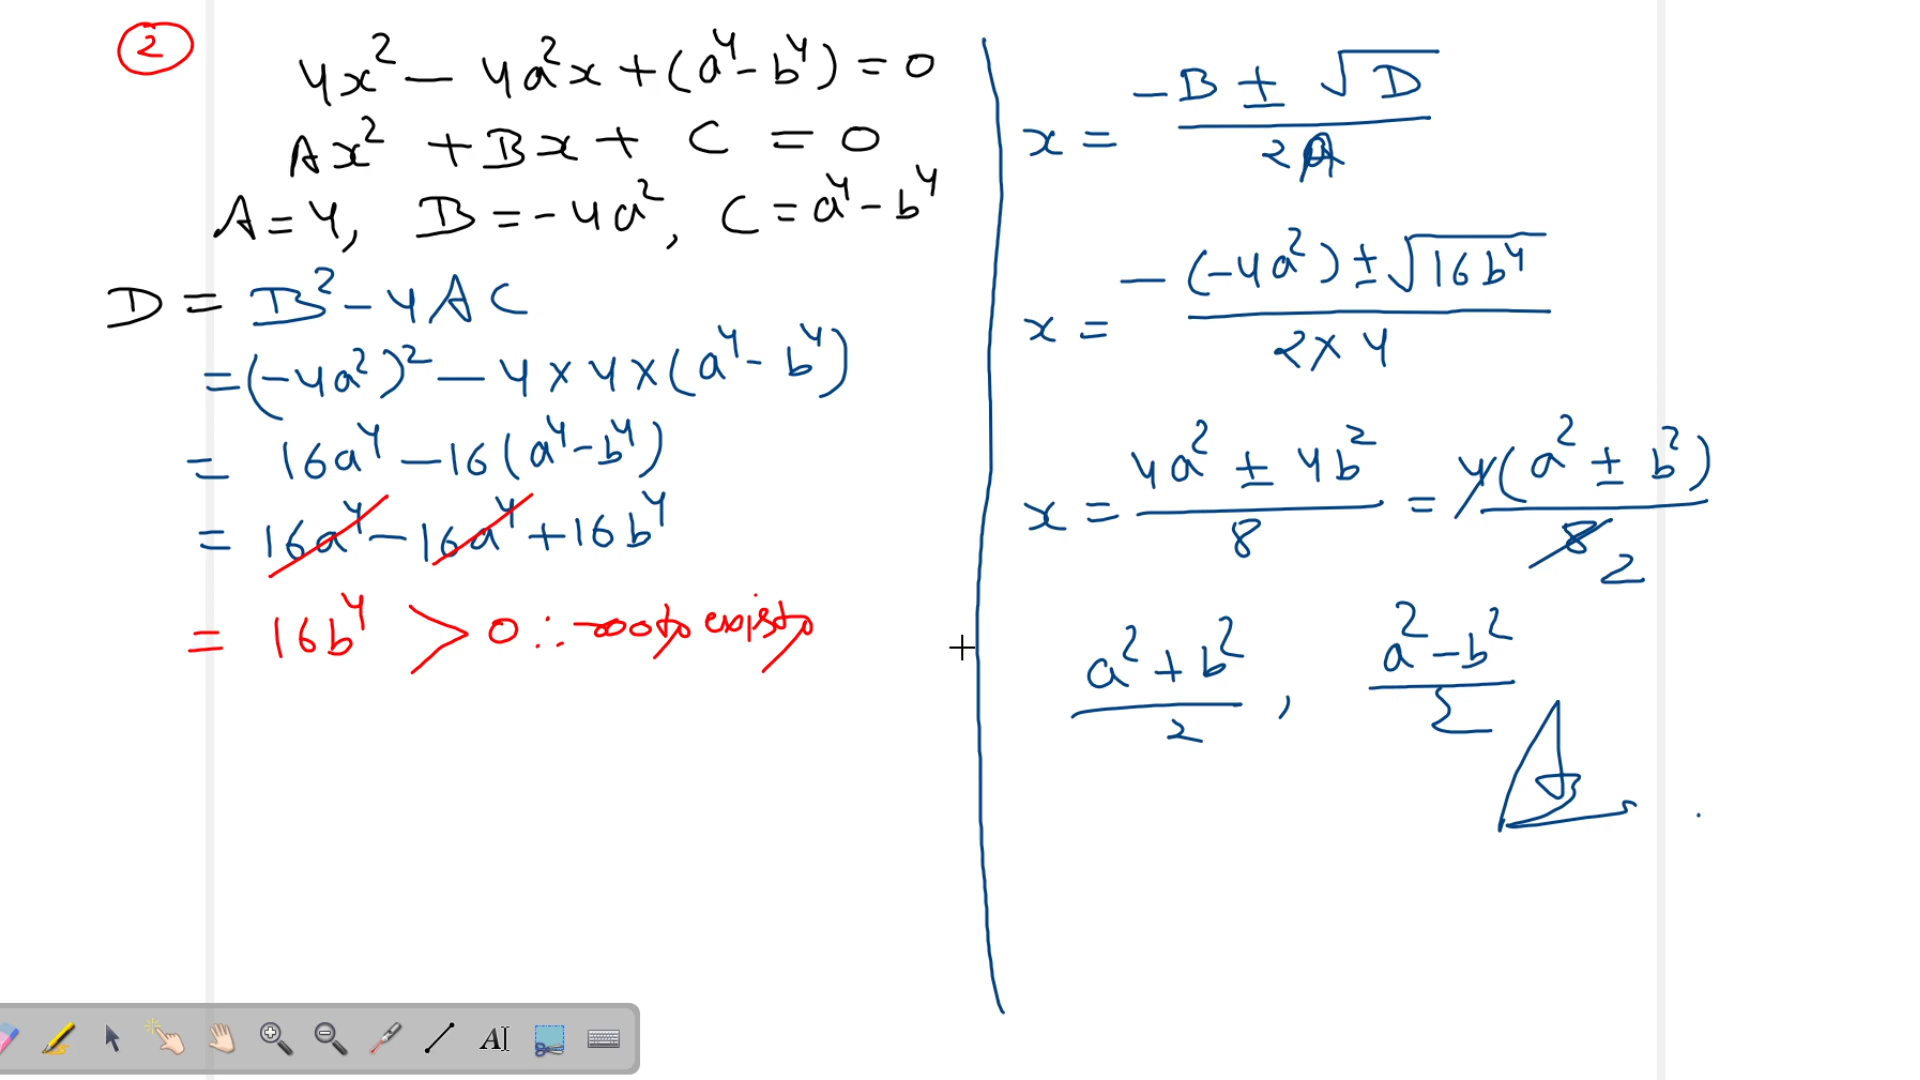 2
4x² - 4a²x + (a⁴ - b⁴) = 0
Ax² + Bx + C = 0
A = 4, B = -4a², C = a⁴ - b⁴
D = B² - 4AC
= (-4a²)² - 4 × 4 × (a⁴ - b⁴)
= 16a⁴ - 16(a⁴ - b⁴)
= 16a⁴ - 16a⁴ + 16b⁴
= 16b⁴ > 0 ∴ roots exists
x = (-B ± √D) / 2A
x = (-(-4a²) ± √16b⁴) / 2 × 4
x = (4a² ± 4b²) / 8 = 4(a² ± b²) / 8 2
(a² + b²) / 2, (a² - b²) / 2
AI